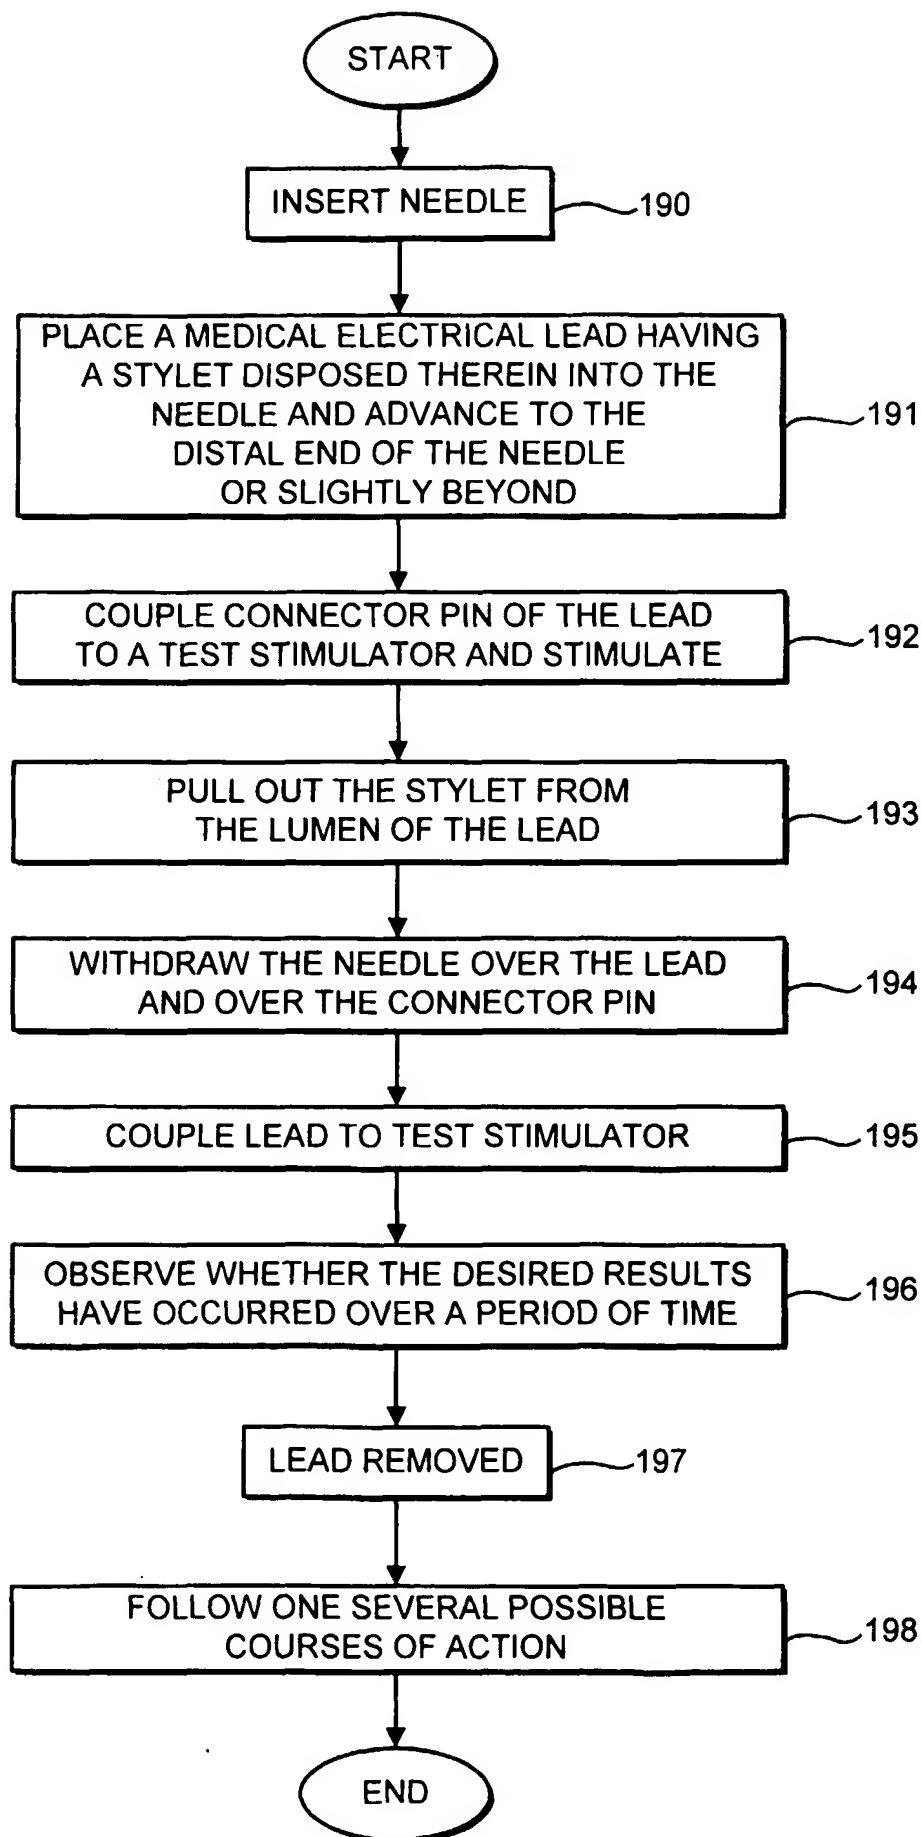 START
INSERT NEEDLE
190
PLACE A MEDICAL ELECTRICAL LEAD HAVING
A STYLET DISPOSED THEREIN INTO THE
NEEDLE AND ADVANCE TO THE
DISTAL END OF THE NEEDLE
OR SLIGHTLY BEYOND
191
COUPLE CONNECTOR PIN OF THE LEAD
TO A TEST STIMULATOR AND STIMULATE
192
PULL OUT THE STYLET FROM
THE LUMEN OF THE LEAD
193
WITHDRAW THE NEEDLE OVER THE LEAD
AND OVER THE CONNECTOR PIN
194
COUPLE LEAD TO TEST STIMULATOR
195
OBSERVE WHETHER THE DESIRED RESULTS
HAVE OCCURRED OVER A PERIOD OF TIME
196
LEAD REMOVED
197
FOLLOW ONE SEVERAL POSSIBLE
COURSES OF ACTION
198
END